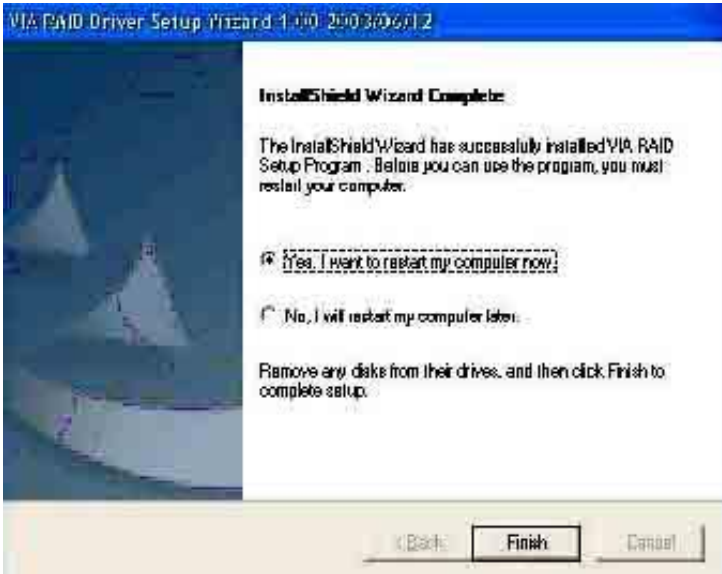 VIA RAID Driver Setup Wizard 1.00 2003/06/12
InstallShield Wizard Complete
The InstallShield Wizard has successfully installed VIA RAID
Setup Program . Before you can use the program, you must
restart your computer.
Yes, I want to restart my computer now.
No, I will restart my computer later.
Remove any disks from their drives, and then click Finish to
complete setup.
< Back
Finish
Cancel